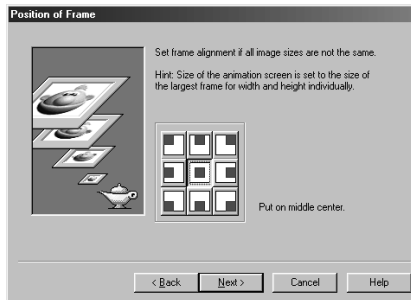 Position of Frame
Set frame alignment if all image sizes are not the same.
Hint: Size of the animation screen is set to the size of
the largest frame for width and height individually.
Put on middle center.
< Back
Next >
Cancel
Help